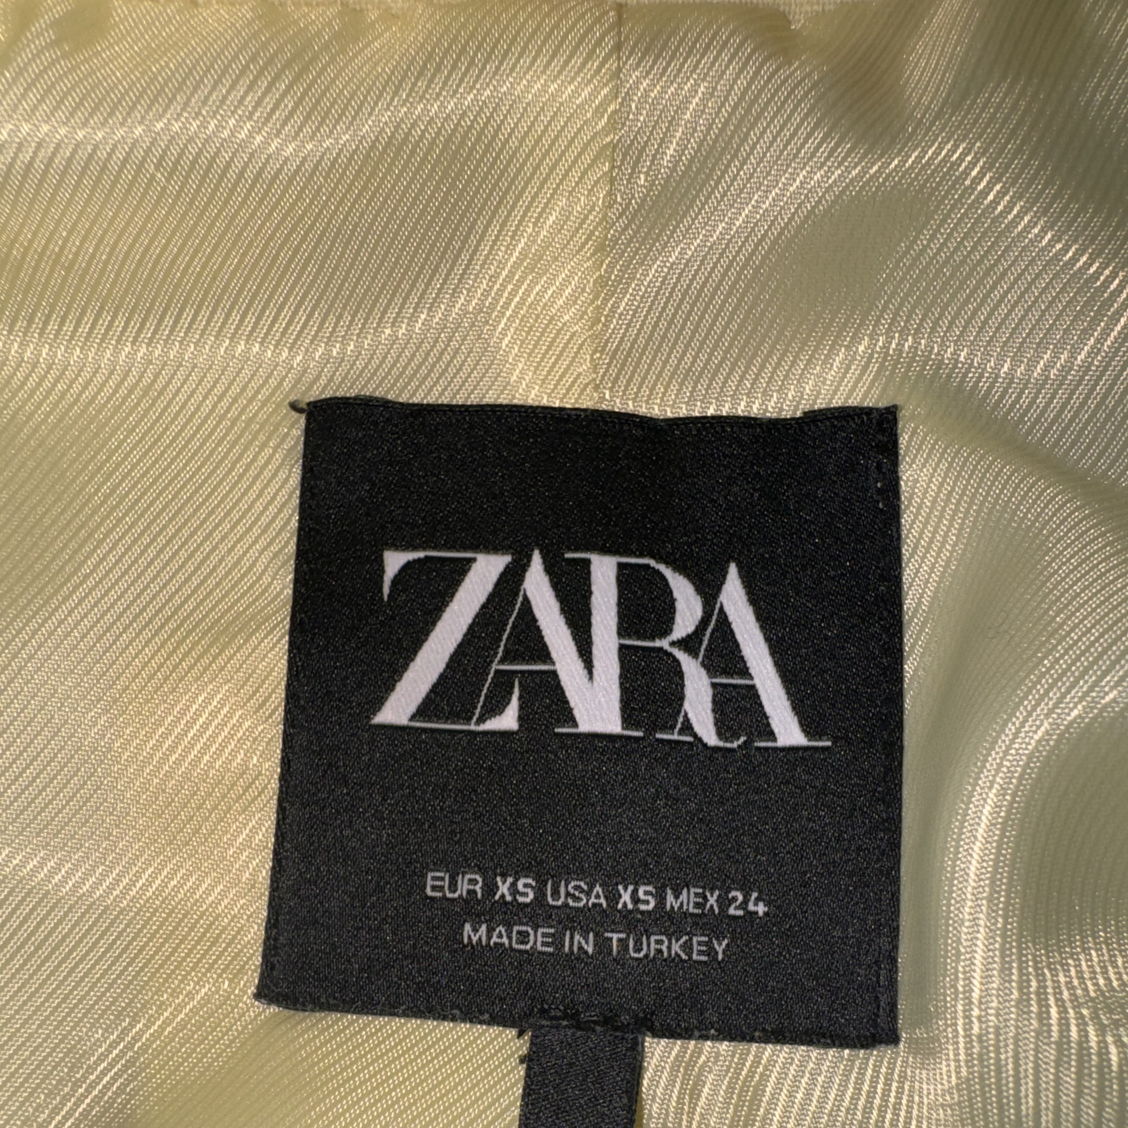 ZARA
EUR XS USA XS MEX 24
MADE IN TURKEY